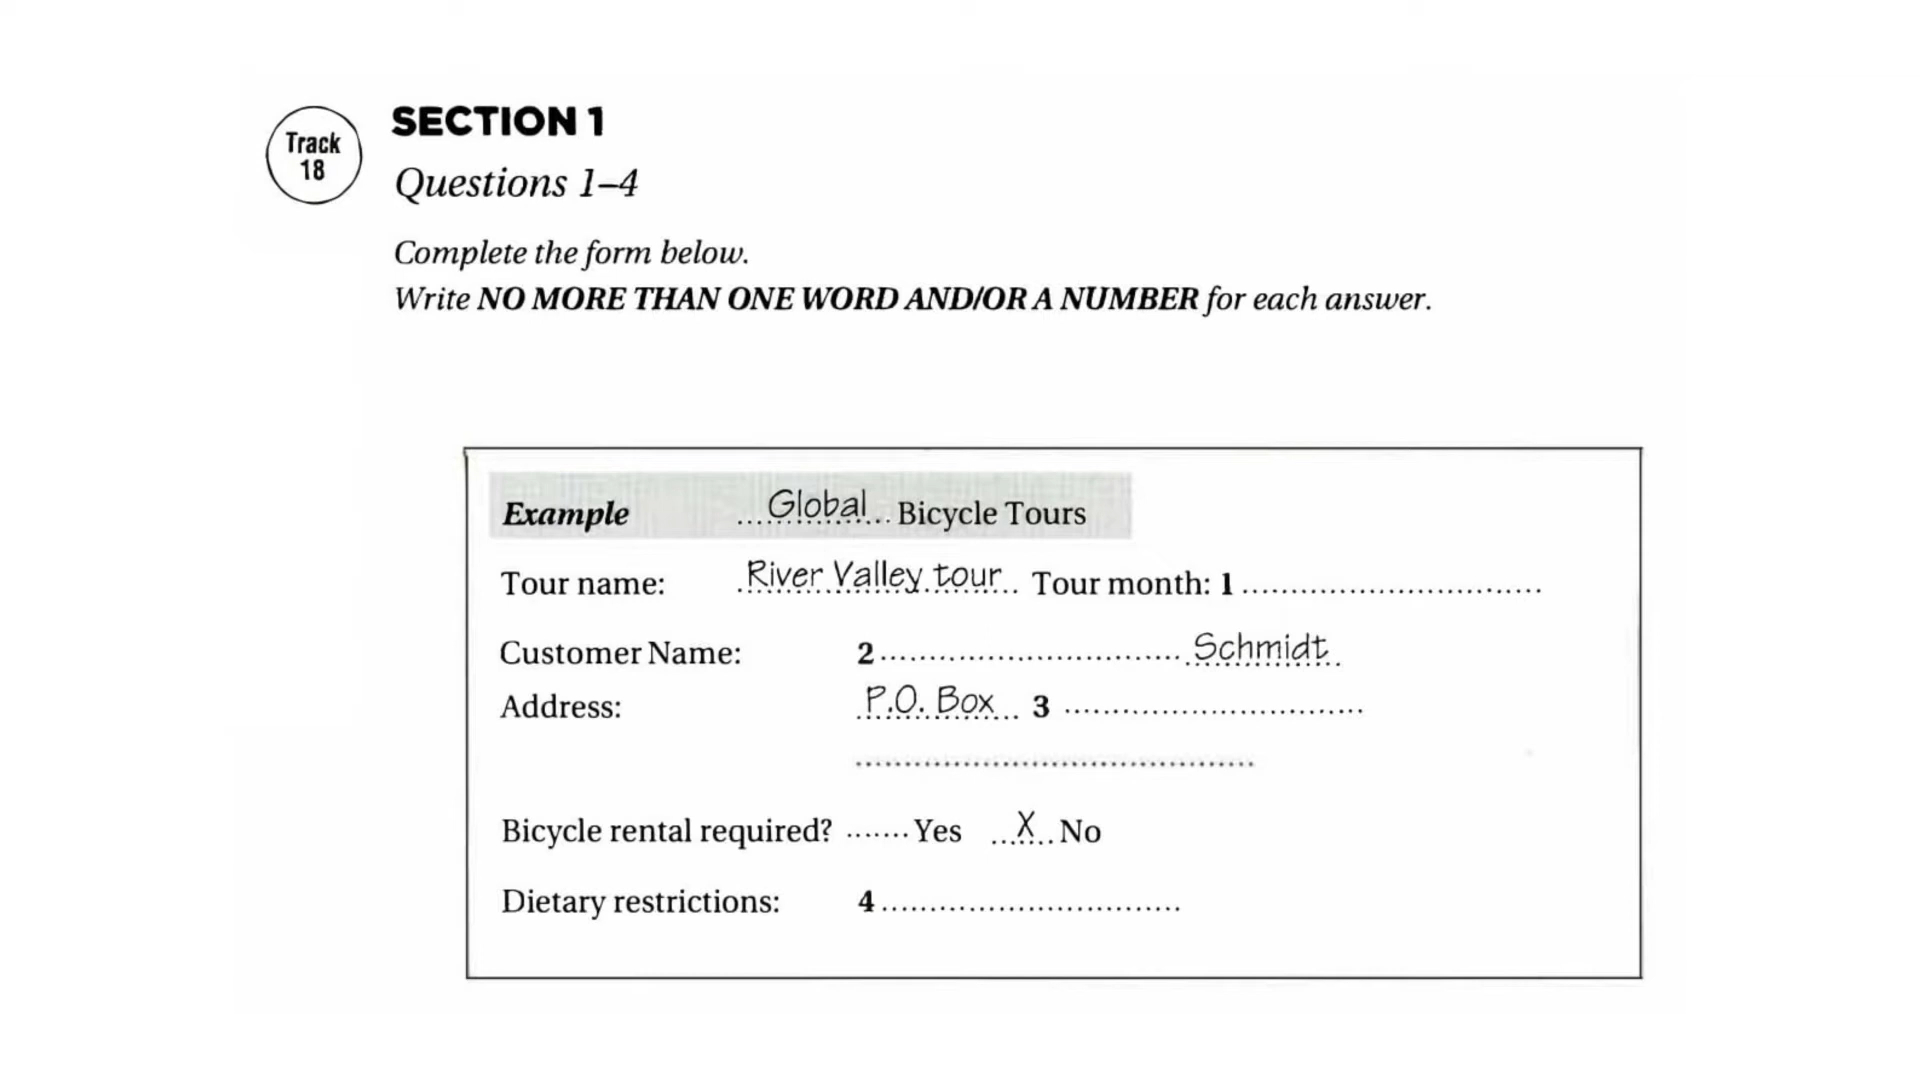 Track
18
SECTION 1
Questions 1–4
Complete the form below.
Write NO MORE THAN ONE WORD AND/OR A NUMBER for each answer.
Example ....Global... Bicycle Tours
Tour name: River Valley tour Tour month: 1 ..............................
Customer Name: 2 .............................. Schmidt
Address: P.O. Box 3 ..............................
........................................
Bicycle rental required? ....... Yes ...X... No
Dietary restrictions: 4 ..............................